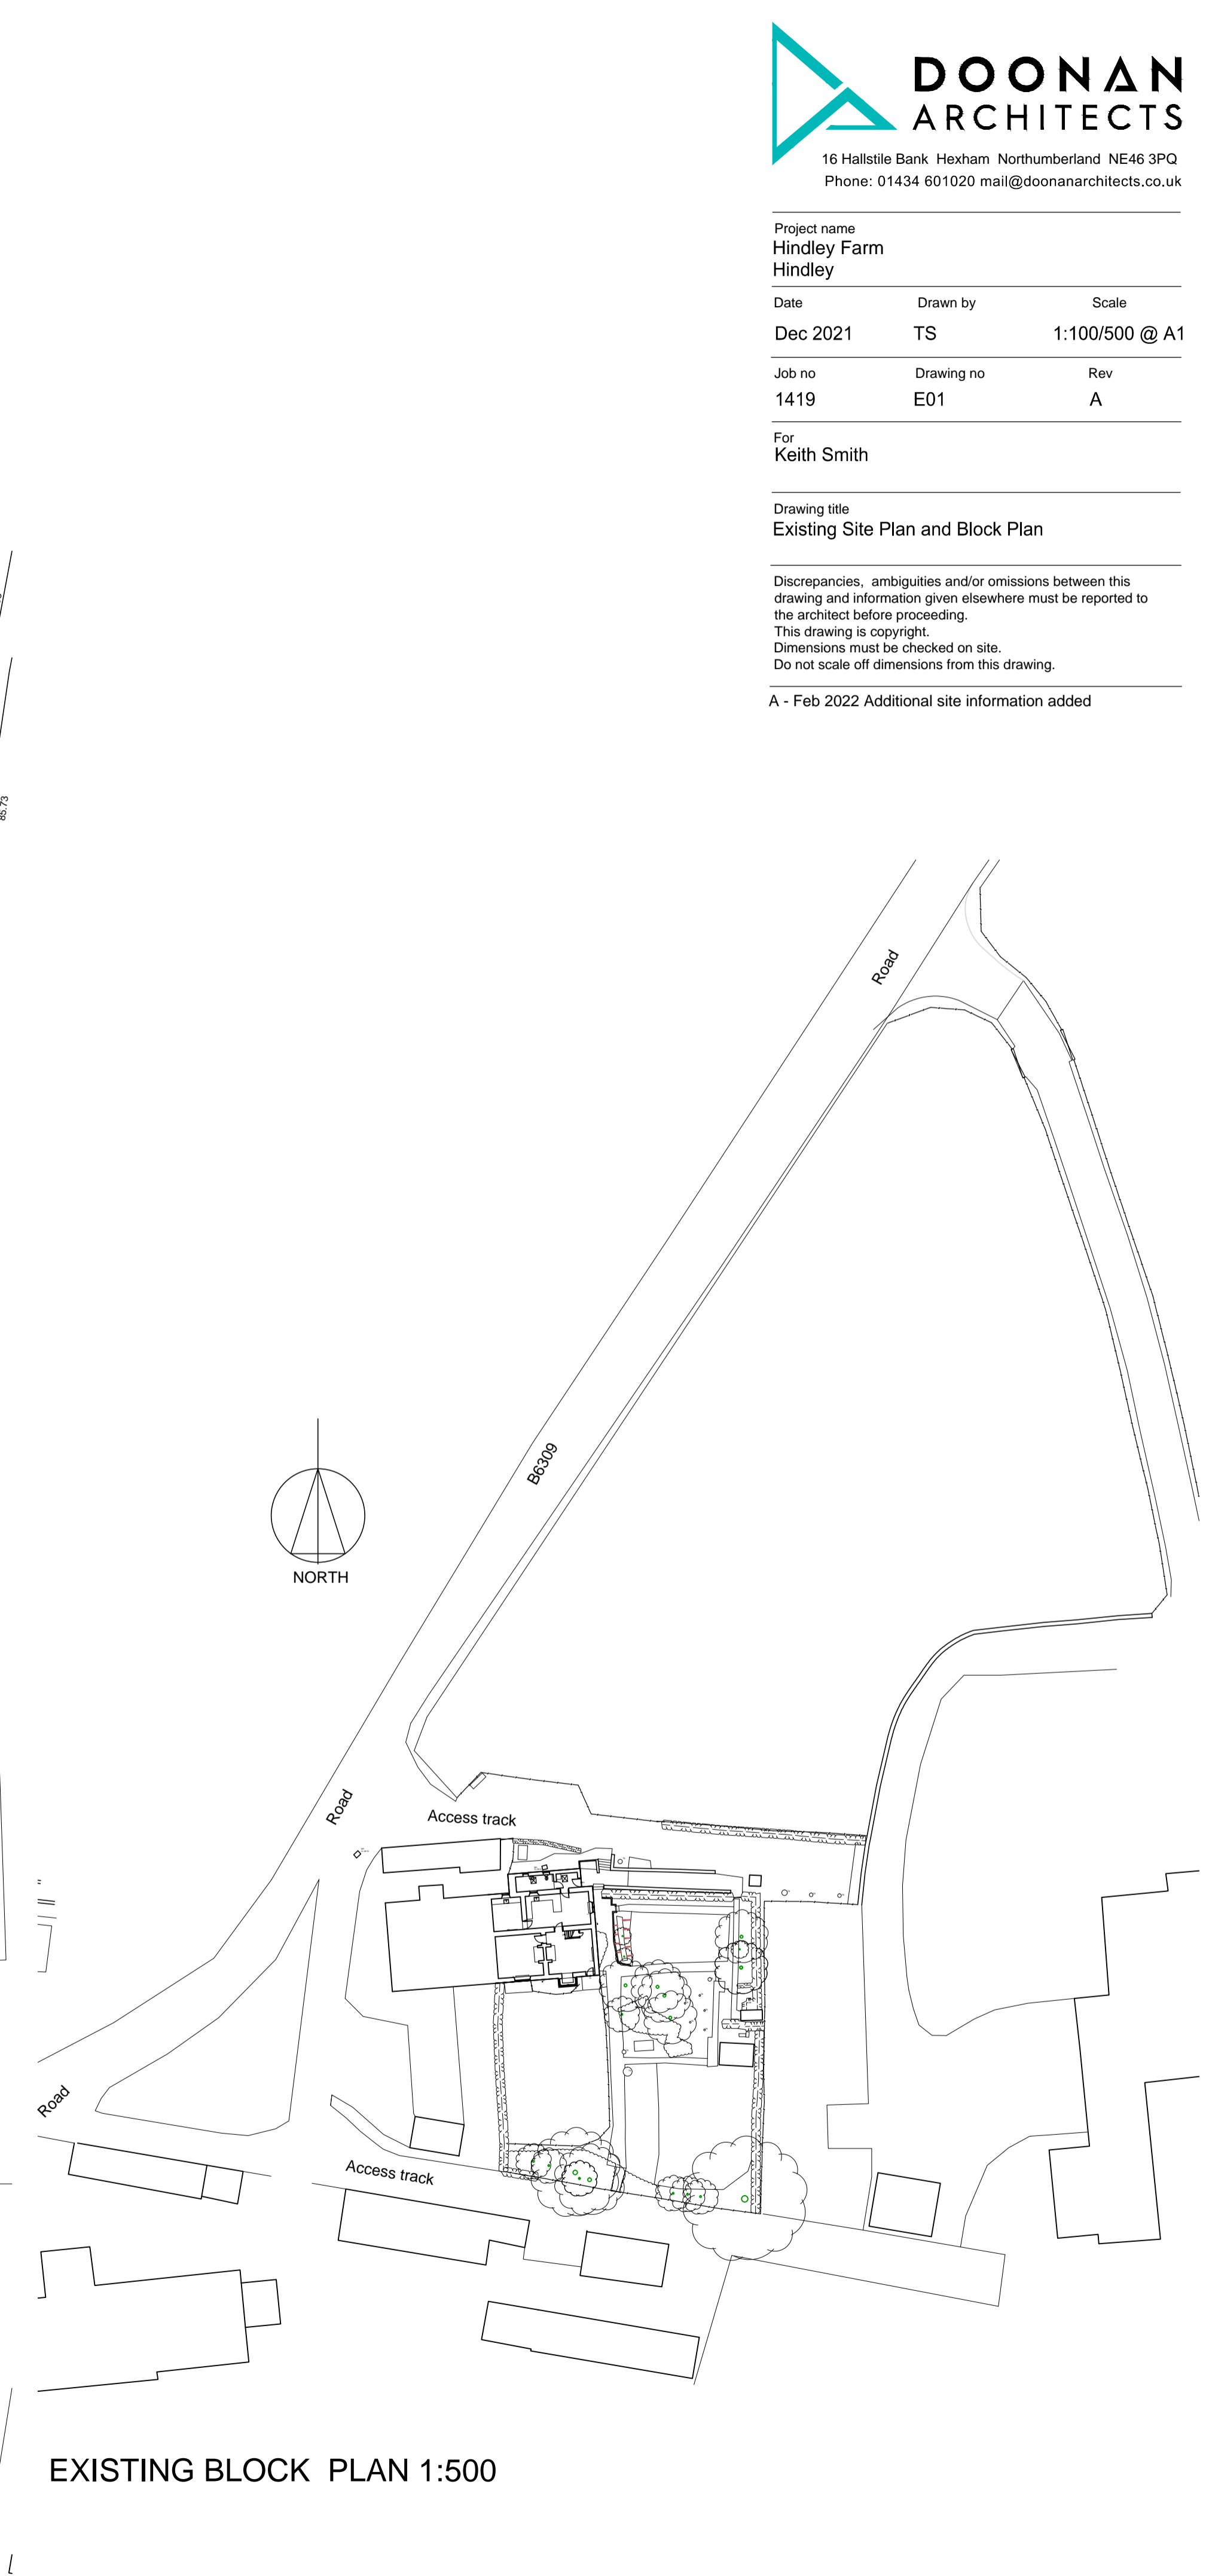 DOONAN
ARCHITECTS
16 Hallstile Bank Hexham Northumberland NE46 3PQ
Phone: 01434 601020 mail@doonanarchitects.co.uk
Project name
Hindley Farm
Hindley
Date Drawn by Scale
Dec 2021 TS 1:100/500 @ A1
Job no Drawing no Rev
1419 E01 A
For
Keith Smith
Drawing title
Existing Site Plan and Block Plan
Discrepancies, ambiguities and/or omissions between this
drawing and information given elsewhere must be reported to
the architect before proceeding.
This drawing is copyright.
Dimensions must be checked on site.
Do not scale off dimensions from this drawing.
A - Feb 2022 Additional site information added
85.73
Road
B6309
NORTH
Road
Access track
Road
Access track
EXISTING BLOCK PLAN 1:500